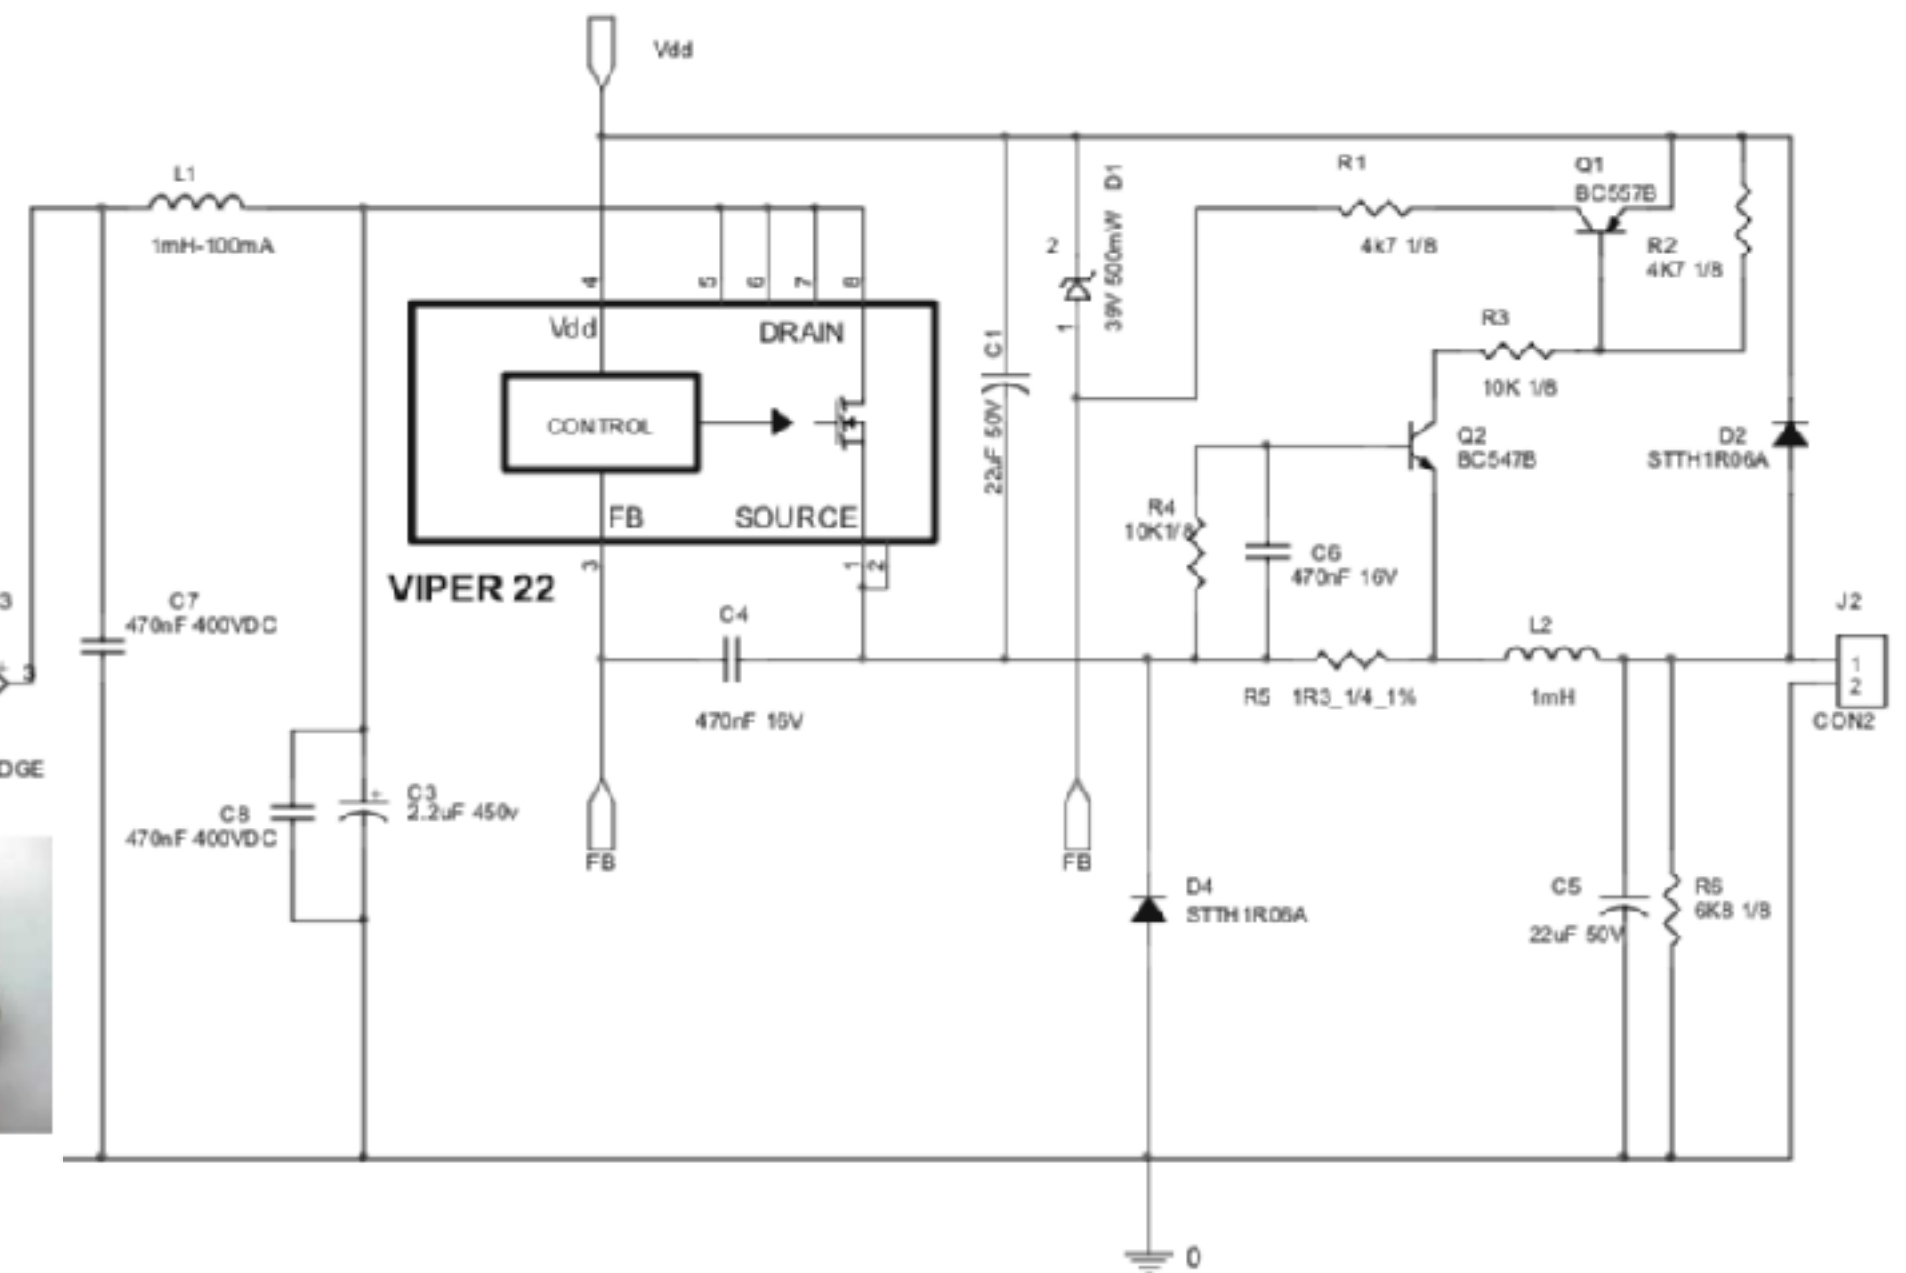 Vdd
L1
1mH-100mA
R1
4k7 1/8
Q1
BC557B
R2
4K7 1/8
D1
39V 500mW
2
1
4
5
6
7
8
Vdd
DRAIN
CONTROL
FB
SOURCE
3
1
2
VIPER 22
C1
22uF 50V
R3
10K 1/8
Q2
BC547B
D2
STTH1R06A
R4
10K1/8
C6
470nF 16V
3
+
3
C7
470nF 400VDC
C4
470nF 16V
R5
1R3_1/4_1%
L2
1mH
J2
1
2
CON2
DGE
C8
470nF 400VDC
+
C3
2.2uF 450v
FB
FB
D4
STTH1R06A
C5
22uF 50V
R6
6K8 1/8
0